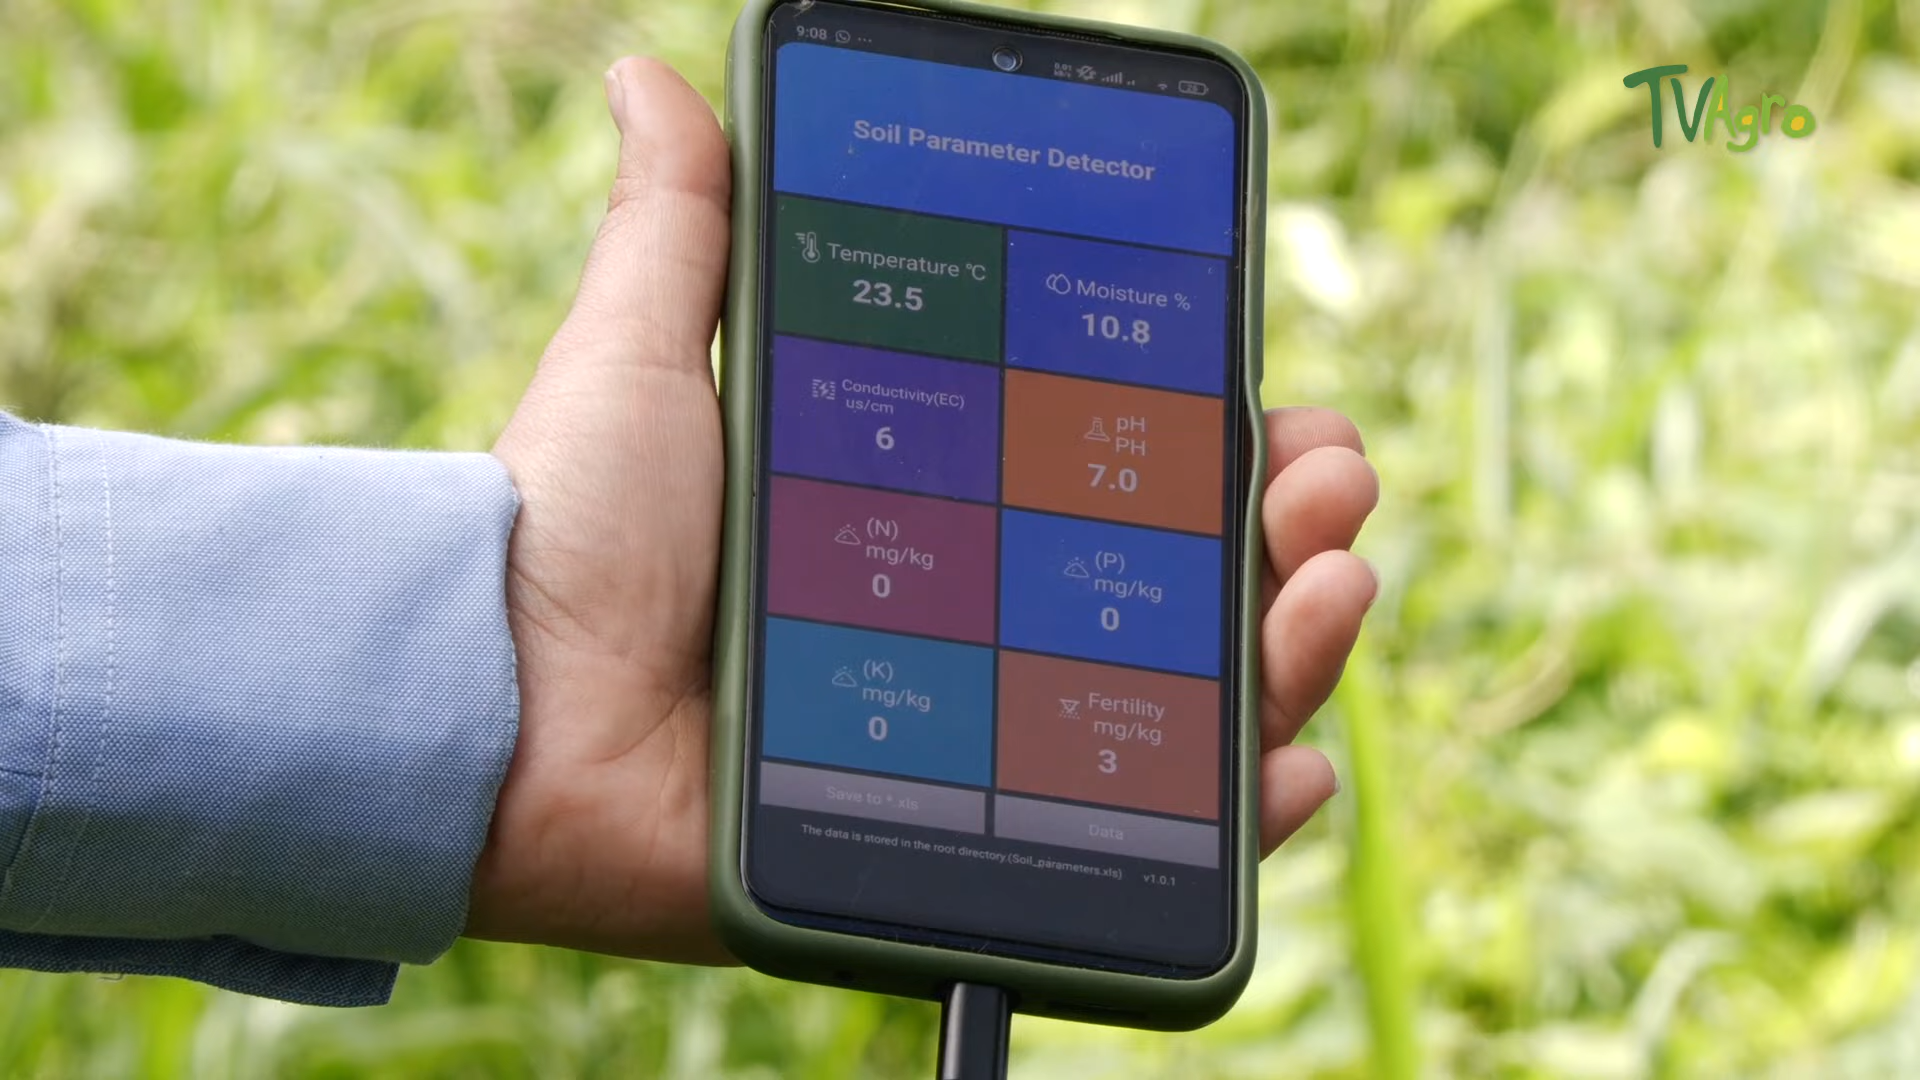 9:08 ...
TVAgro
Soil Parameter Detector
Temperature °C
23.5
Moisture %
10.8
Conductivity(EC)
us/cm
6
pH
PH
7.0
(N)
mg/kg
0
(P)
mg/kg
0
(K)
mg/kg
0
Fertility
mg/kg
3
Save to *.xls
Data
The data is stored in the root directory.(Soil_parameters.xls) v1.0.1